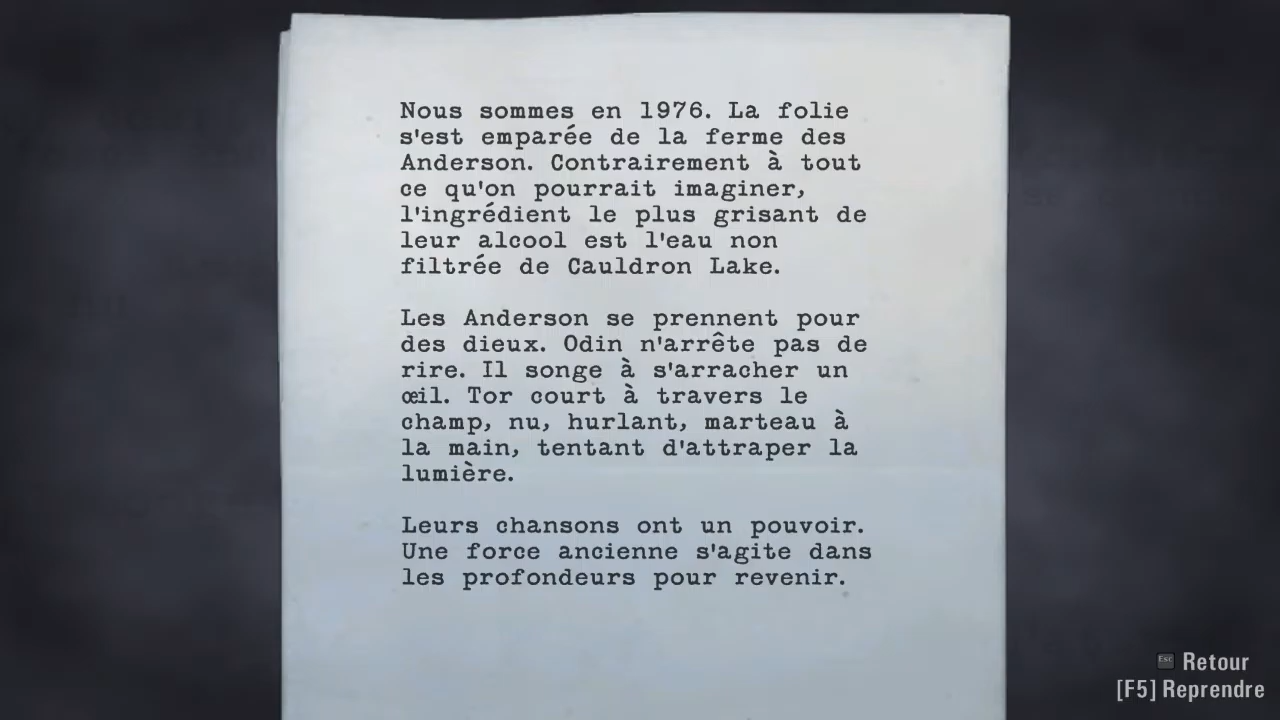 Nous sommes en 1976. La folie
s'est emparée de la ferme des
Anderson. Contrairement à tout
ce qu'on pourrait imaginer,
l'ingrédient le plus grisant de
leur alcool est l'eau non
filtrée de Cauldron Lake.
Les Anderson se prennent pour
des dieux. Odin n'arrête pas de
rire. Il songe à s'arracher un
œil. Tor court à travers le
champ, nu, hurlant, marteau à
la main, tentant d'attraper la
lumière.
Leurs chansons ont un pouvoir.
Une force ancienne s'agite dans
les profondeurs pour revenir.
Esc Retour
[F5] Reprendre